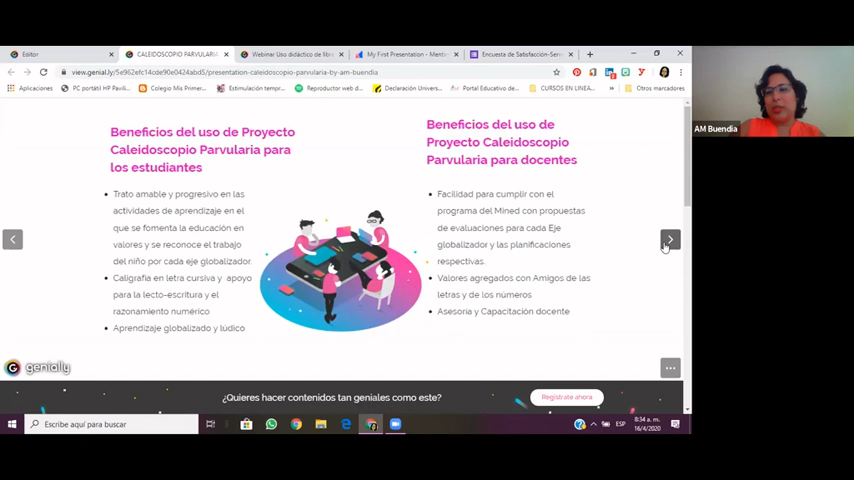 Editor
CALEIDOSCOPIO PARVULARIA
Webinar Uso didáctico de libr
My First Presentation - Menti
Encuesta de Satisfacción-Sem
view.genial.ly/5e962efc14cde90e0424abd5/presentation-caleidoscopio-parvularia-by-am-buendia
Aplicaciones
PC portátil HP Pavili...
Colegio Mis Primer...
Estimulación tempr...
Reproductor web d...
Declaración Univers...
Portal Educativo de...
CURSOS EN LINEA...
Otros marcadores
AM Buendia
Beneficios del uso de Proyecto
Caleidoscopio Parvularia para
los estudiantes
Trato amable y progresivo en las
actividades de aprendizaje en el
que se fomenta la educación en
valores y se reconoce el trabajo
del niño por cada eje globalizador.
Caligrafía en letra cursiva y apoyo
para la lecto-escritura y el
razonamiento numérico
Aprendizaje globalizado y lúdico
Beneficios del uso de
Proyecto Caleidoscopio
Parvularia para docentes
Facilidad para cumplir con el
programa del Mined con propuestas
de evaluaciones para cada Eje
globalizador y las planificaciones
respectivas.
Valores agregados con Amigos de las
letras y de los números
Asesoría y Capacitación docente
genially
¿Quieres hacer contenidos tan geniales como este?
Regístrate ahora
Escribe aquí para buscar
ESP
8:34 a. m.
16/4/2020